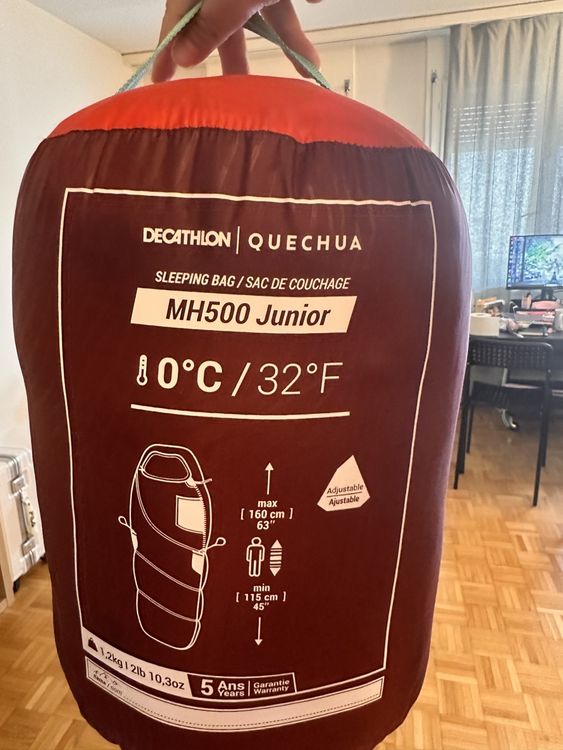 DECATHLON | QUECHUA
SLEEPING BAG / SAC DE COUCHAGE
MH500 Junior
0°C / 32°F
Adjustable
Ajustable
max
[ 160 cm ]
63"
min
[ 115 cm ]
45"
1,2kg | 2lb 10,3oz
5 Ans Years | Garantie Warranty